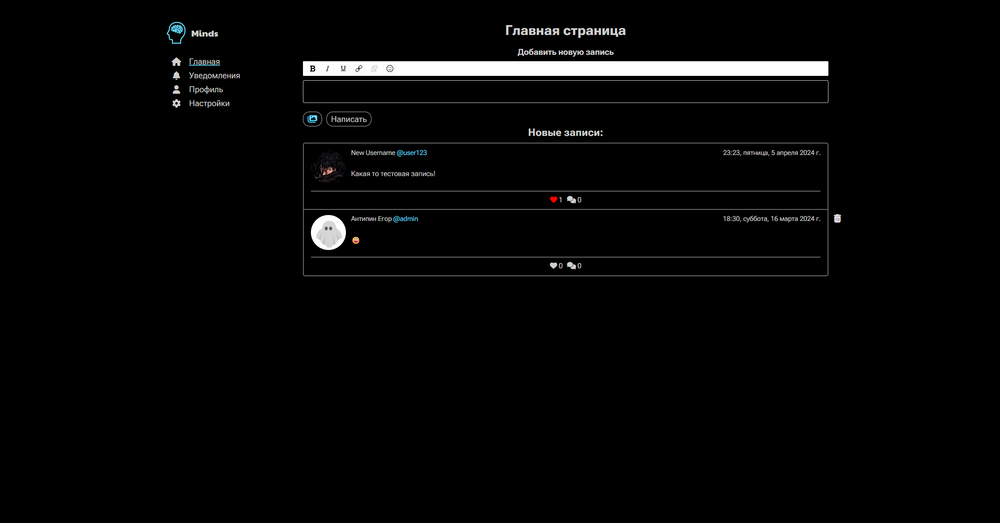 Minds
Главная
Уведомления
Профиль
Настройки
Главная страница
Добавить новую запись
B I U
Написать
Новые записи:
New Username @user123 23:23, пятница, 5 апреля 2024 г.
Какая то тестовая запись!
1 0
Антипин Егор @admin 18:30, суббота, 16 марта 2024 г.
0 0